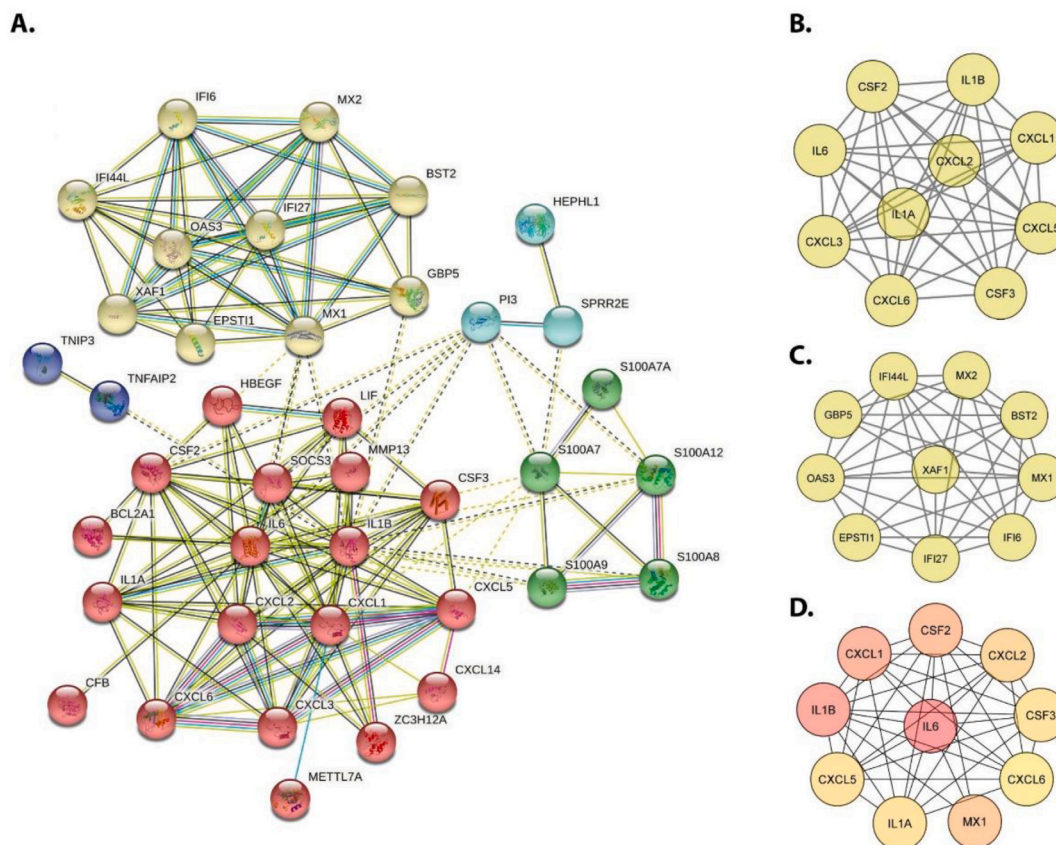 A.
IFI6
MX2
IFI44L
BST2
IFI27
OAS3
HEPHL1
GBP5
XAF1
EPSTI1
MX1
PI3
SPRR2E
TNIP3
TNFAIP2
HBEGF
LIF
S100A7A
CSF2
SOCS3
MMP13
S100A7
S100A12
CSF3
BCL2A1
IL6
IL1B
IL1A
S100A9
S100A8
CXCL2
CXCL1
CXCL5
CFB
CXCL6
CXCL3
CXCL14
ZC3H12A
METTL7A
B.
CSF2
IL1B
IL6
CXCL2
CXCL1
IL1A
CXCL3
CXCL5
CXCL6
CSF3
C.
IFI44L
MX2
GBP5
BST2
OAS3
XAF1
MX1
EPSTI1
IFI27
IFI6
D.
CSF2
CXCL1
CXCL2
IL1B
IL6
CSF3
CXCL5
CXCL6
IL1A
MX1